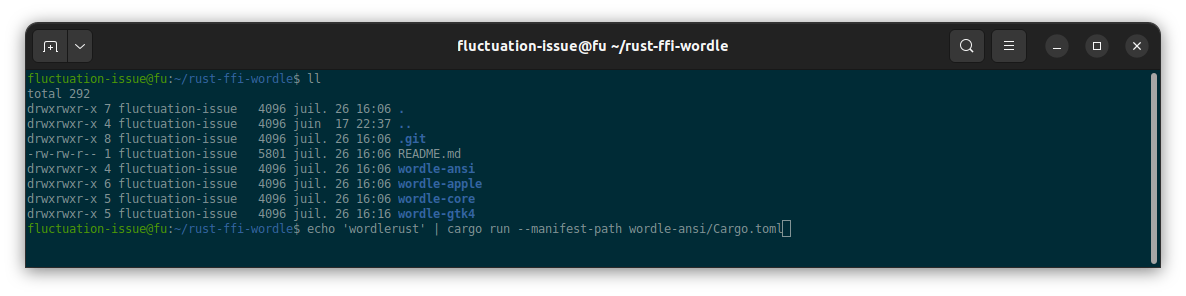 fluctuation-issue@fu ~/rust-ffi-wordle
fluctuation-issue@fu:~/rust-ffi-wordle$ ll
total 292
drwxrwxr-x 7 fluctuation-issue   4096 juil. 26 16:06 .
drwxrwxr-x 4 fluctuation-issue   4096 juin  17 22:37 ..
drwxrwxr-x 8 fluctuation-issue   4096 juil. 26 16:06 .git
-rw-rw-r-- 1 fluctuation-issue   5801 juil. 26 16:06 README.md
drwxrwxr-x 4 fluctuation-issue   4096 juil. 26 16:06 wordle-ansi
drwxrwxr-x 6 fluctuation-issue   4096 juil. 26 16:06 wordle-apple
drwxrwxr-x 5 fluctuation-issue   4096 juil. 26 16:06 wordle-core
drwxrwxr-x 5 fluctuation-issue   4096 juil. 26 16:16 wordle-gtk4
fluctuation-issue@fu:~/rust-ffi-wordle$ echo 'wordlerust' | cargo run --manifest-path wordle-ansi/Cargo.toml